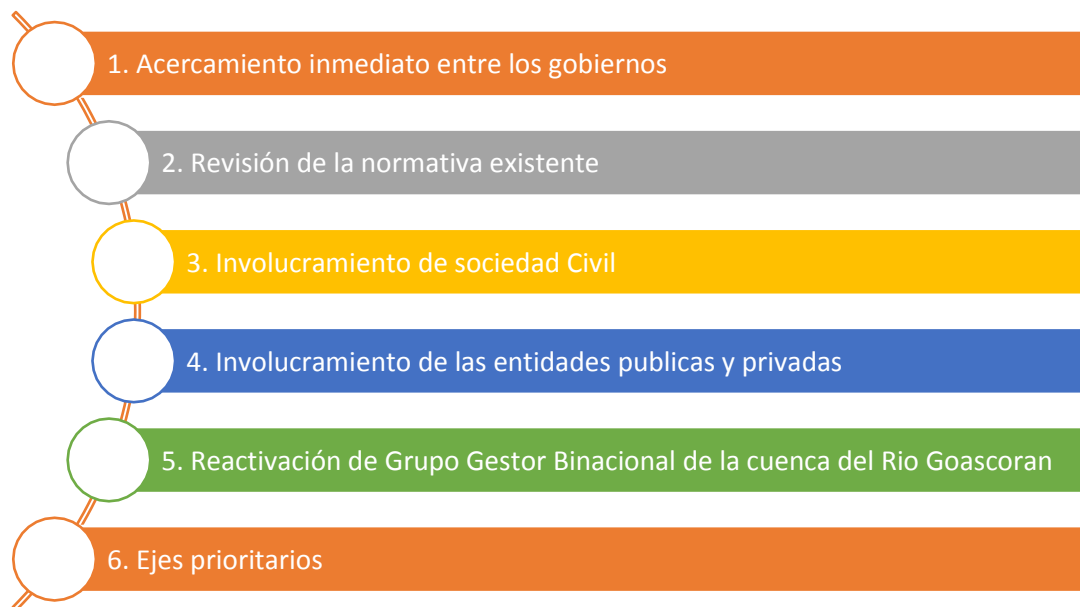 1. Acercamiento inmediato entre los gobiernos
2. Revisión de la normativa existente
3. Involucramiento de sociedad Civil
4. Involucramiento de las entidades publicas y privadas
5. Reactivación de Grupo Gestor Binacional de la cuenca del Rio Goascoran
6. Ejes prioritarios